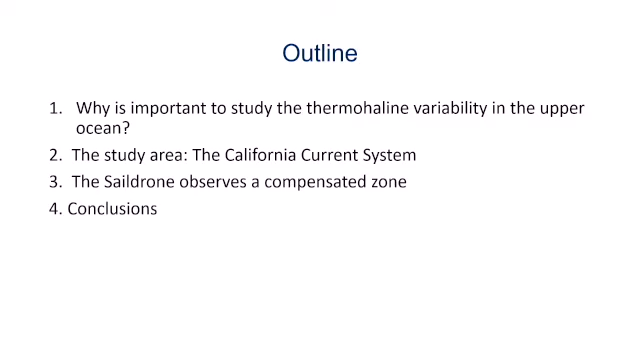 Outline
1. Why is important to study the thermohaline variability in the upper
ocean?
2. The study area: The California Current System
3. The Saildrone observes a compensated zone
4. Conclusions